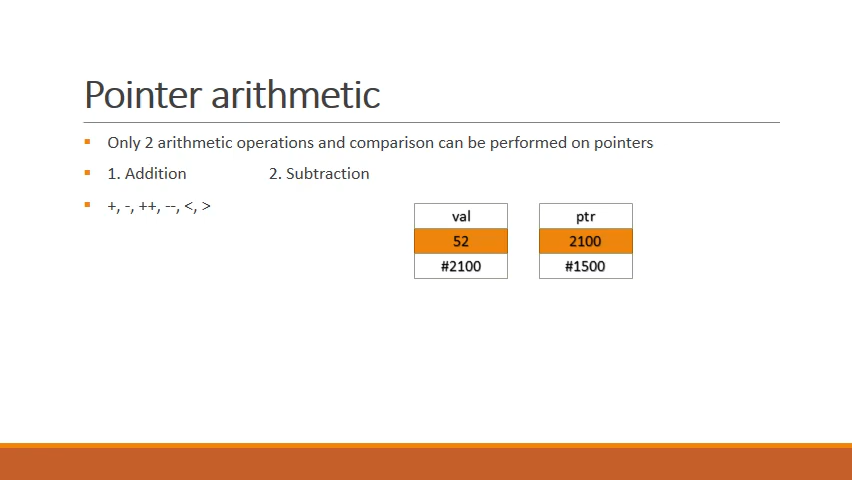 Pointer arithmetic
Only 2 arithmetic operations and comparison can be performed on pointers
1. Addition 2. Subtraction
+, -, ++, --, <, >
val ptr
52 2100
#2100 #1500